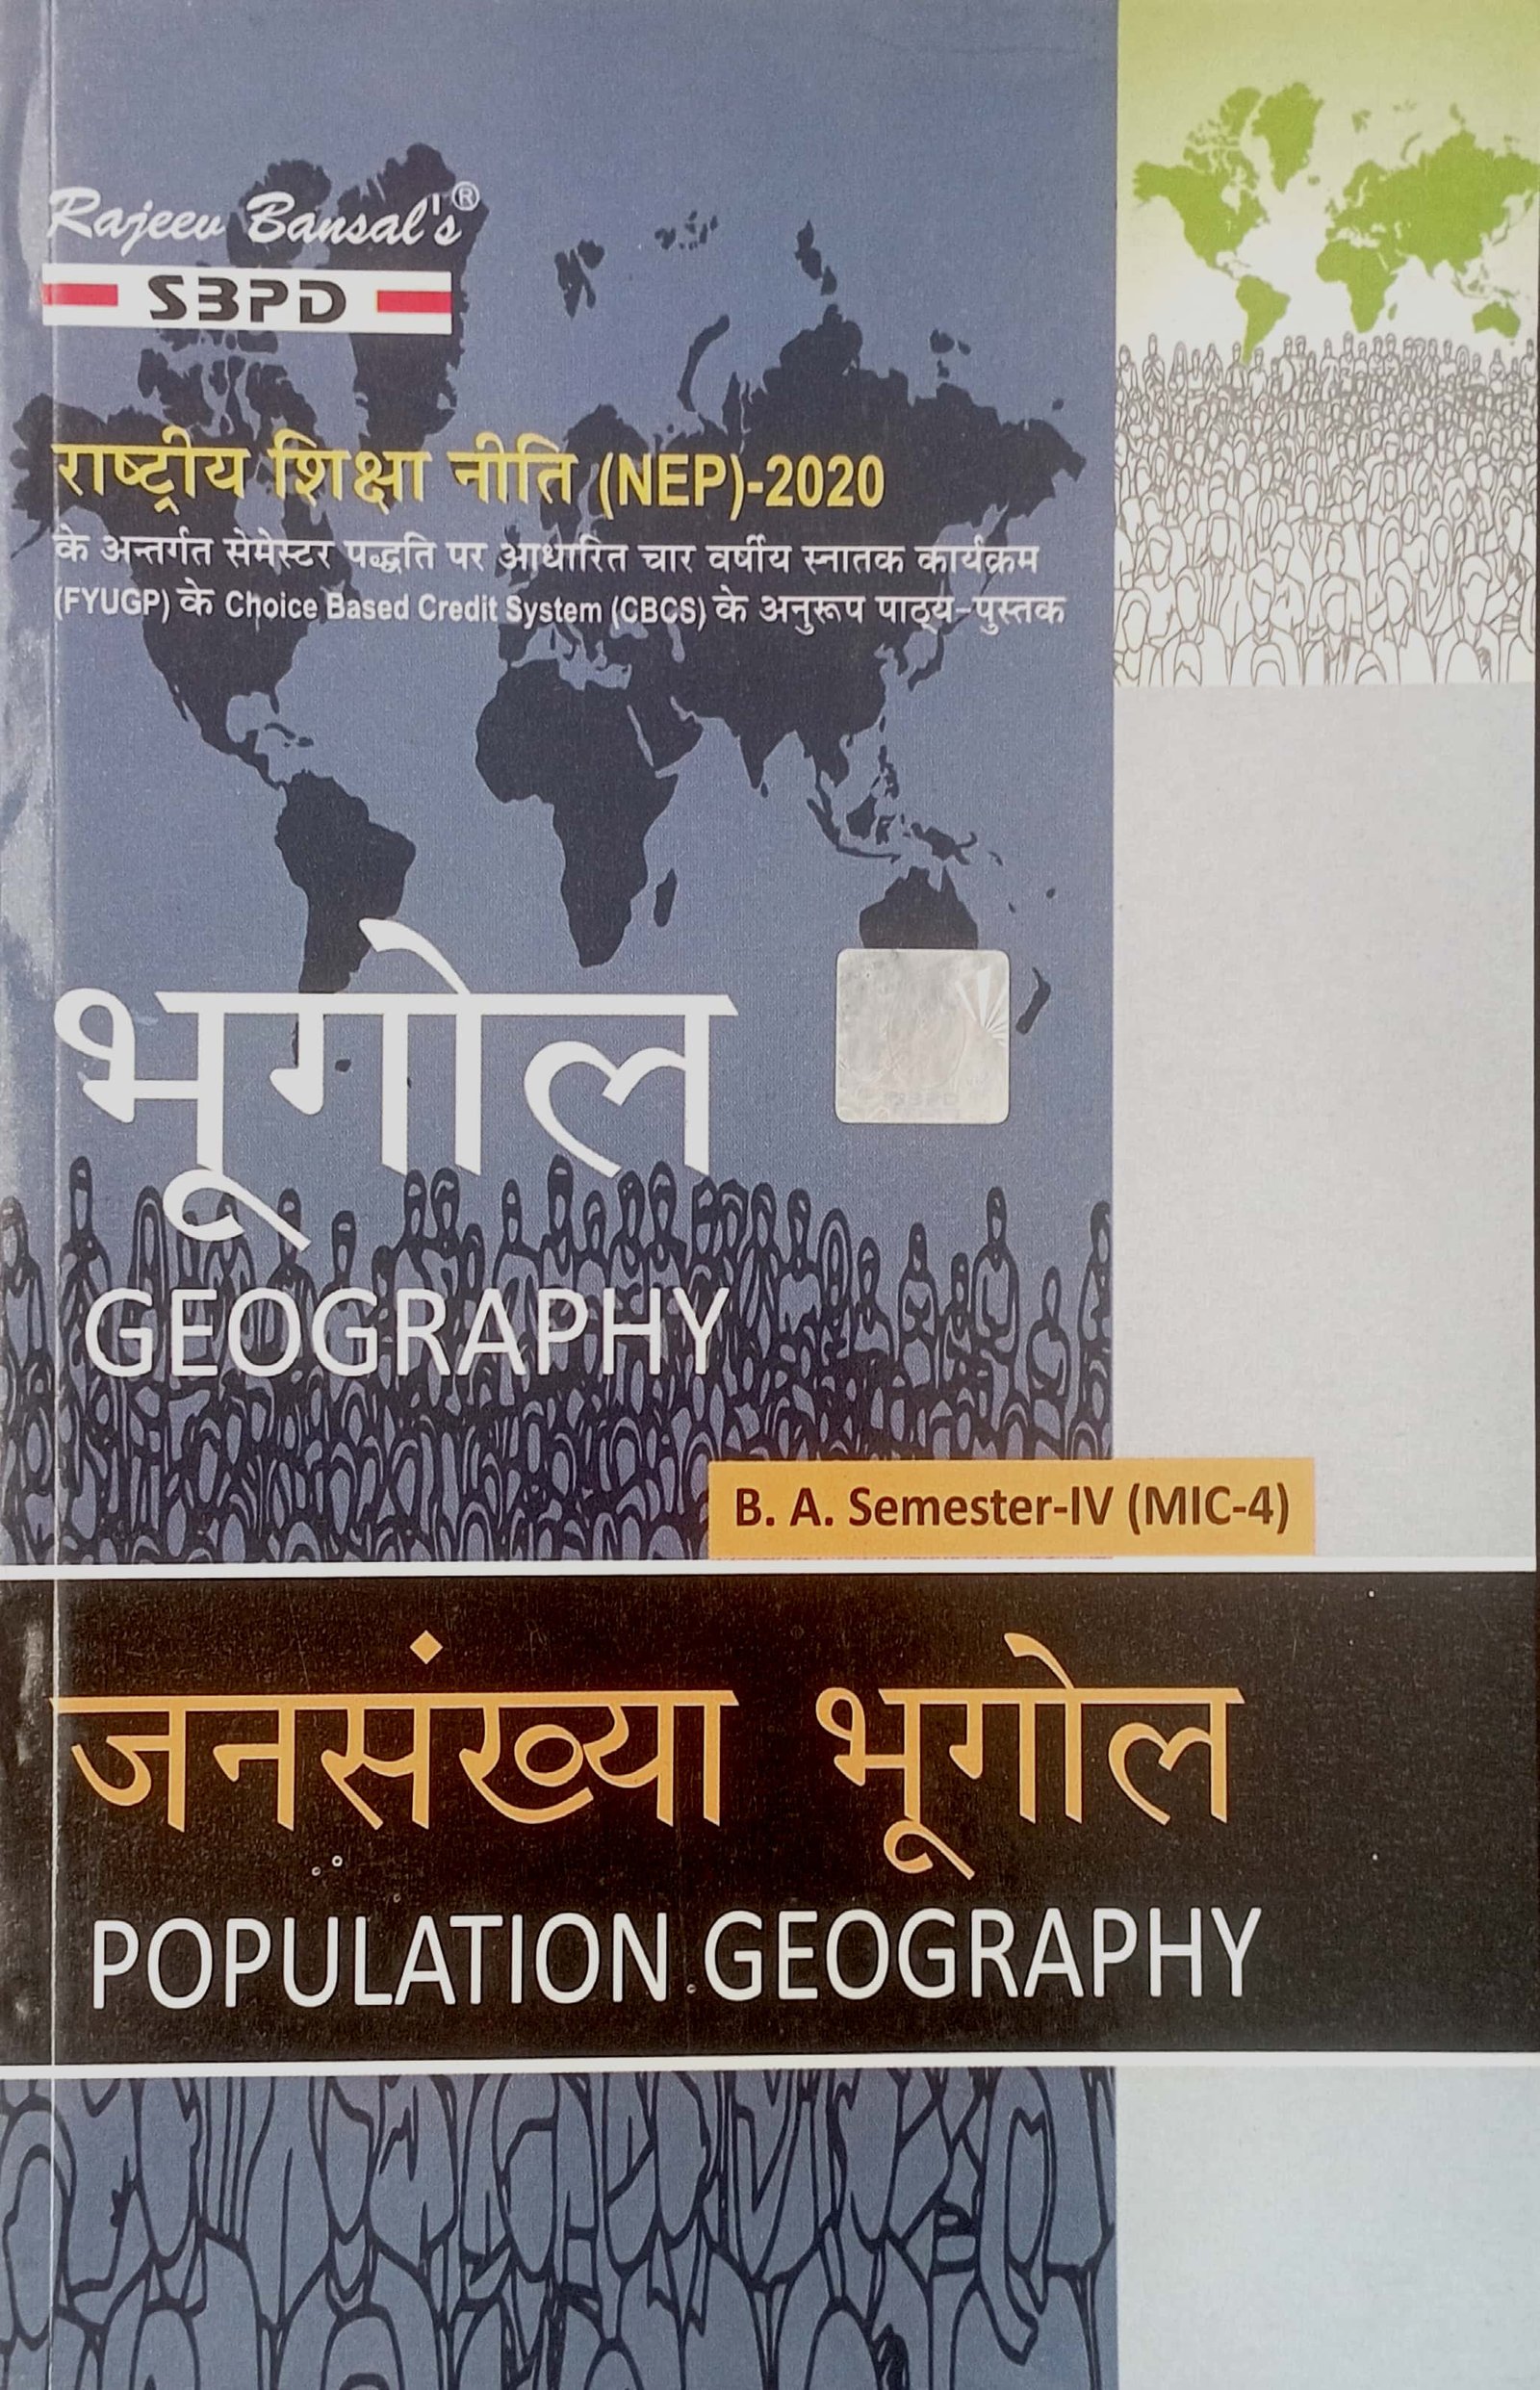 Rajeev Bansal's®
SBPD
राष्ट्रीय शिक्षा नीति (NEP)-2020
के अन्तर्गत सेमेस्टर पद्धति पर आधारित चार वर्षीय स्नातक कार्यक्रम
(FYUGP) के Choice Based Credit System (CBCS) के अनुरूप पाठ्य-पुस्तक
भूगोल
GEOGRAPHY
B. A. Semester-IV (MIC-4)
जनसंख्या भूगोल
POPULATION GEOGRAPHY